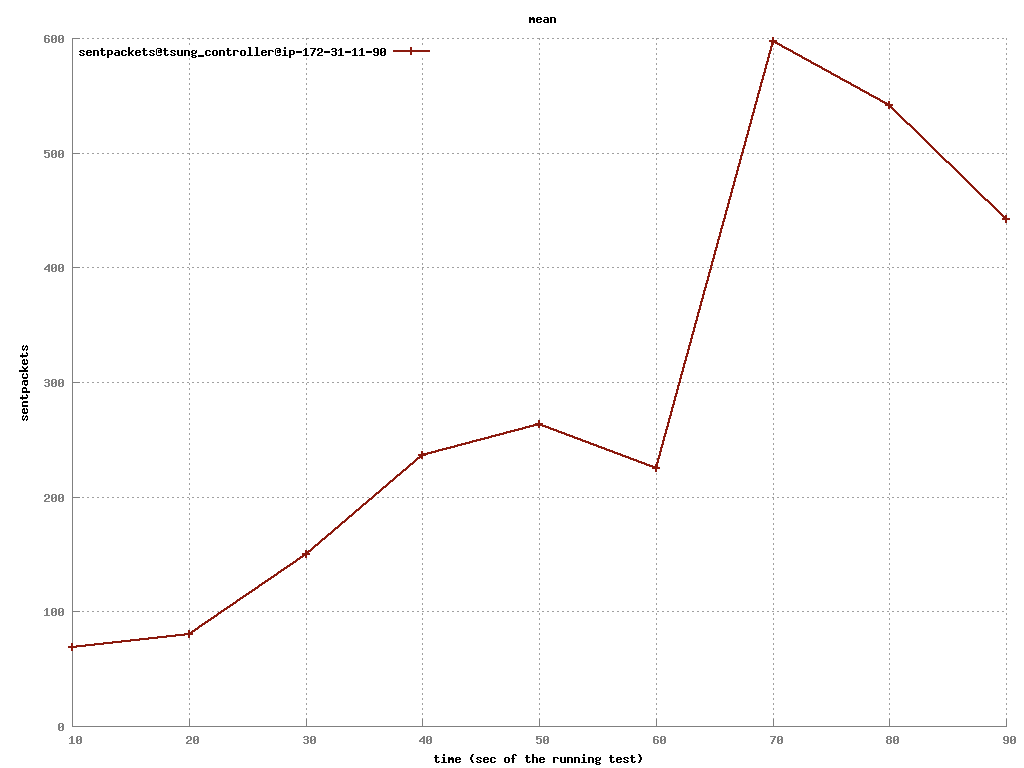 mean
600
sentpackets@tsung_controller@ip-172-31-11-90
500
400
300
sentpackets
200
100
0
10 20 30 40 50 60 70 80 90
time (sec of the running test)